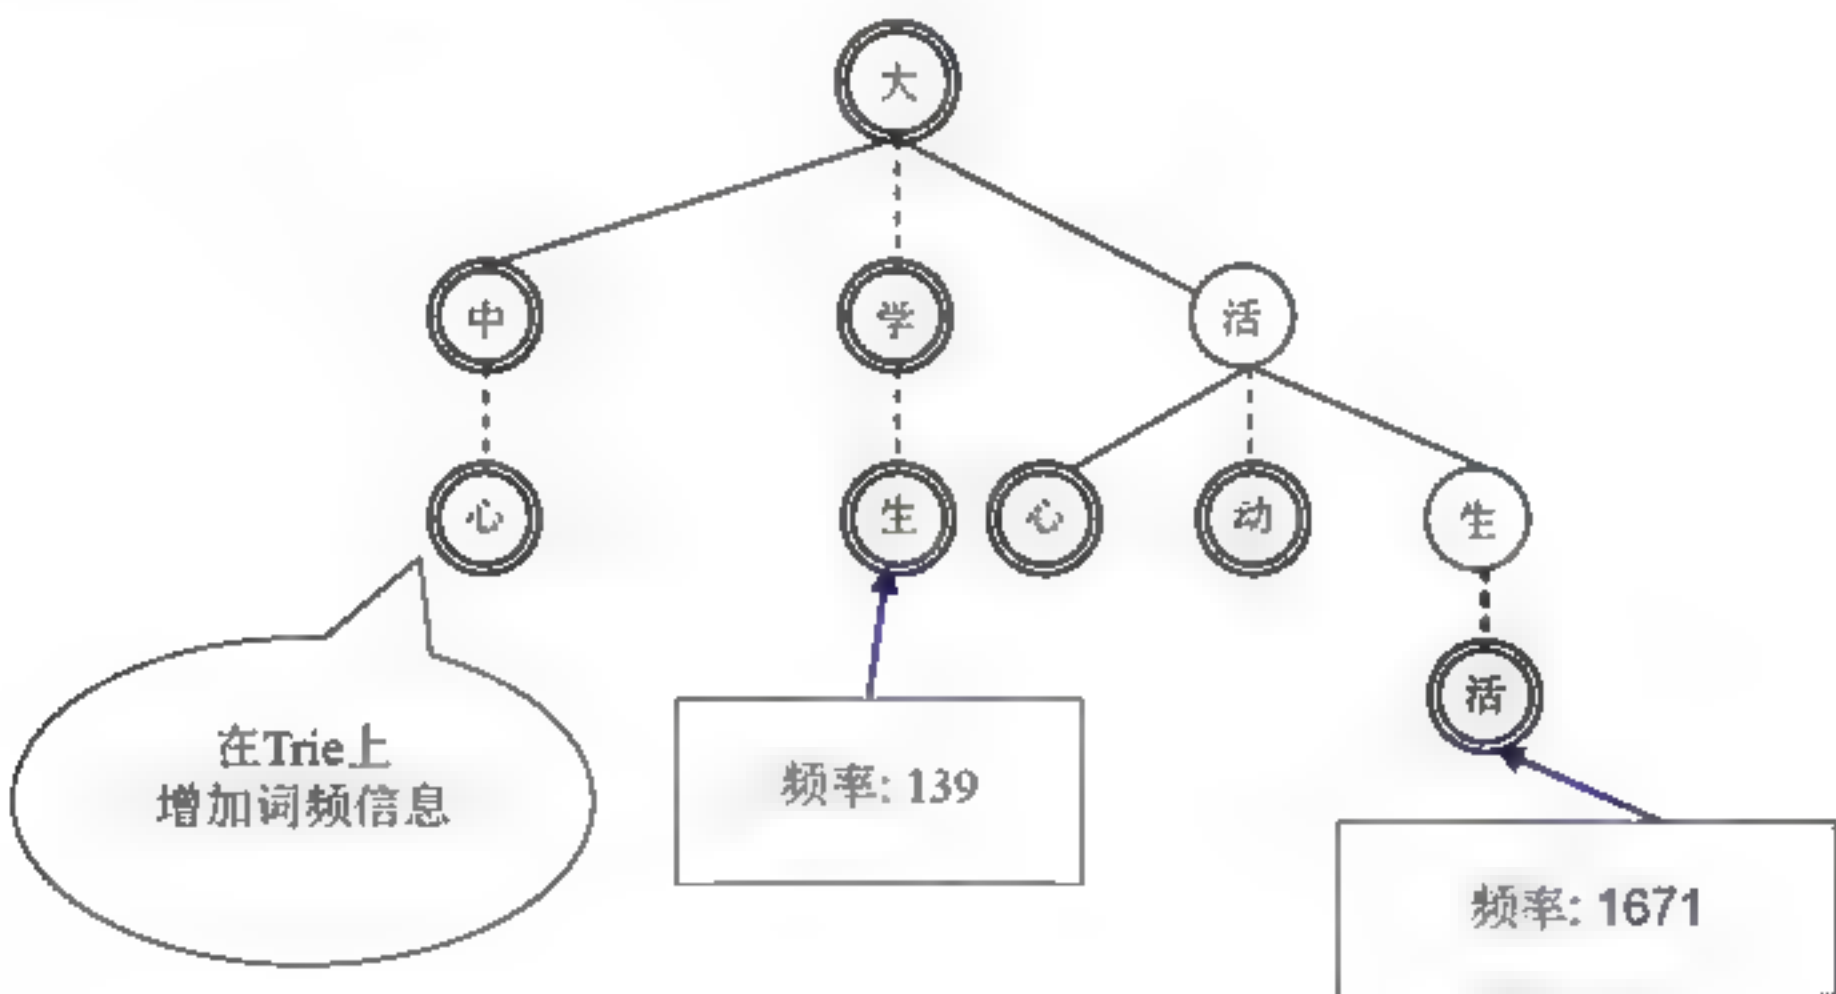 大
中
学
活
心
生
心
动
生
活
在Trie上
增加词频信息
频率: 139
频率: 1671